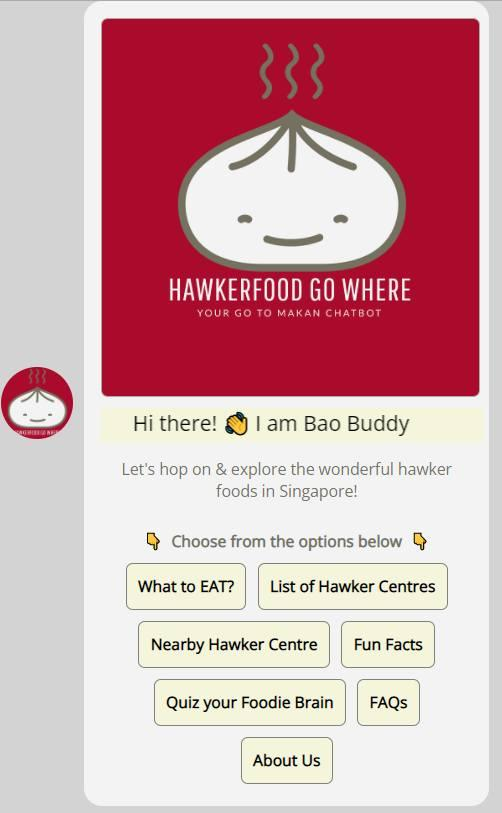 HAWKERFOOD GO WHERE
YOUR GO TO MAKAN CHATBOT
Hi there! 👏 I am Bao Buddy
Let's hop on & explore the wonderful hawker
foods in Singapore!
👇 Choose from the options below 👇
What to EAT?
List of Hawker Centres
Nearby Hawker Centre
Fun Facts
Quiz your Foodie Brain
FAQs
About Us